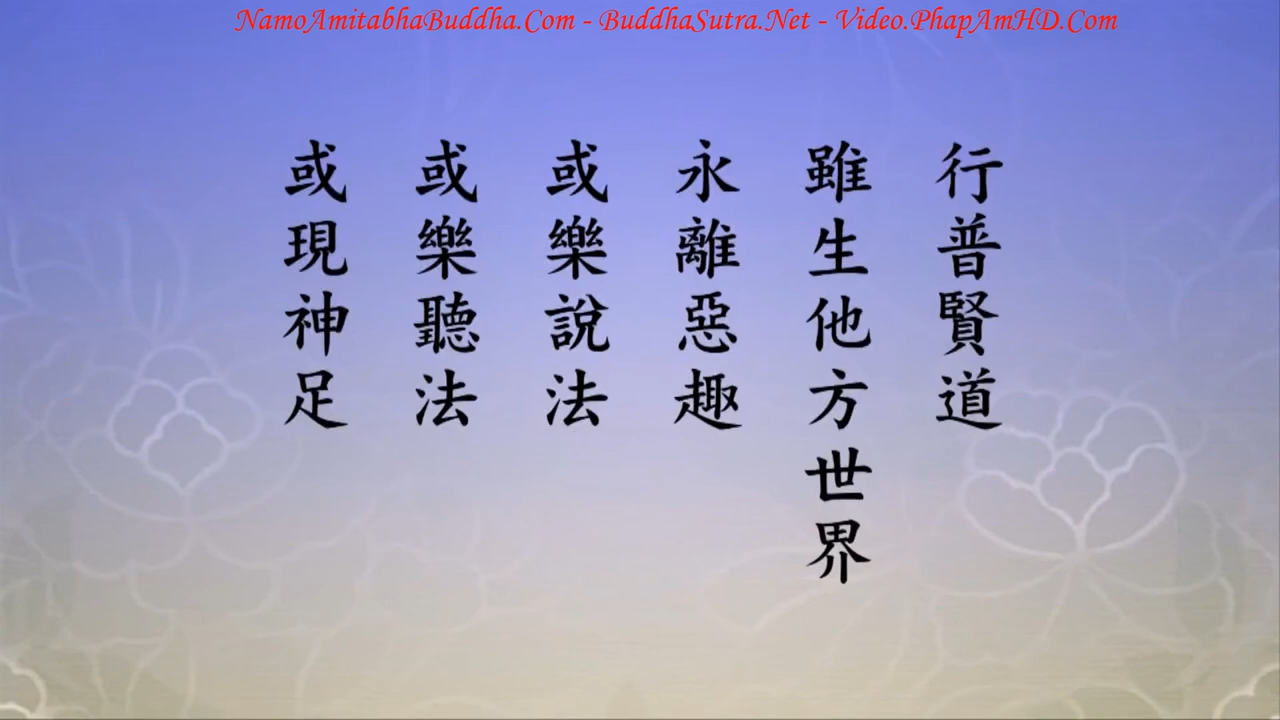 NamoAmitabhaBuddha.Com - BuddhaSutra.Net - Video.PhapAmHD.Com
行普賢道
雖生他方世界
永離惡趣
或樂說法
或樂聽法
或現神足